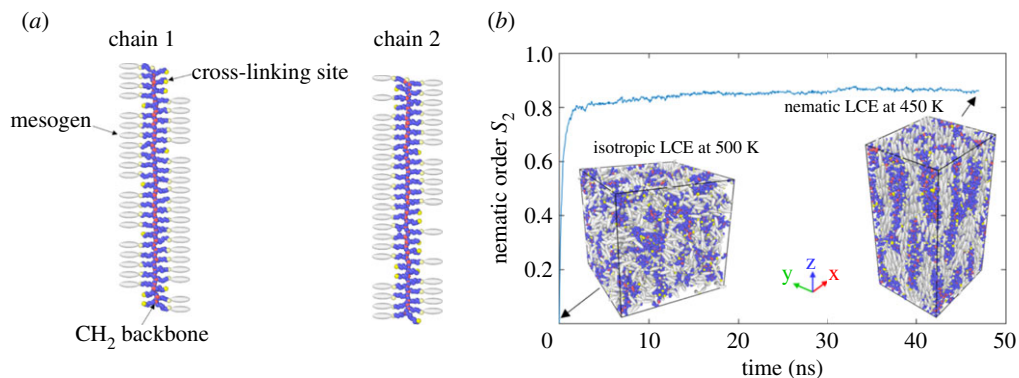 (a)
chain 1
chain 2
cross-linking site
mesogen
CH₂ backbone
(b)
1.0
0.8
0.6
0.4
0.2
nematic order S₂
isotropic LCE at 500 K
nematic LCE at 450 K
y
z
x
0
10
20
30
40
50
time (ns)